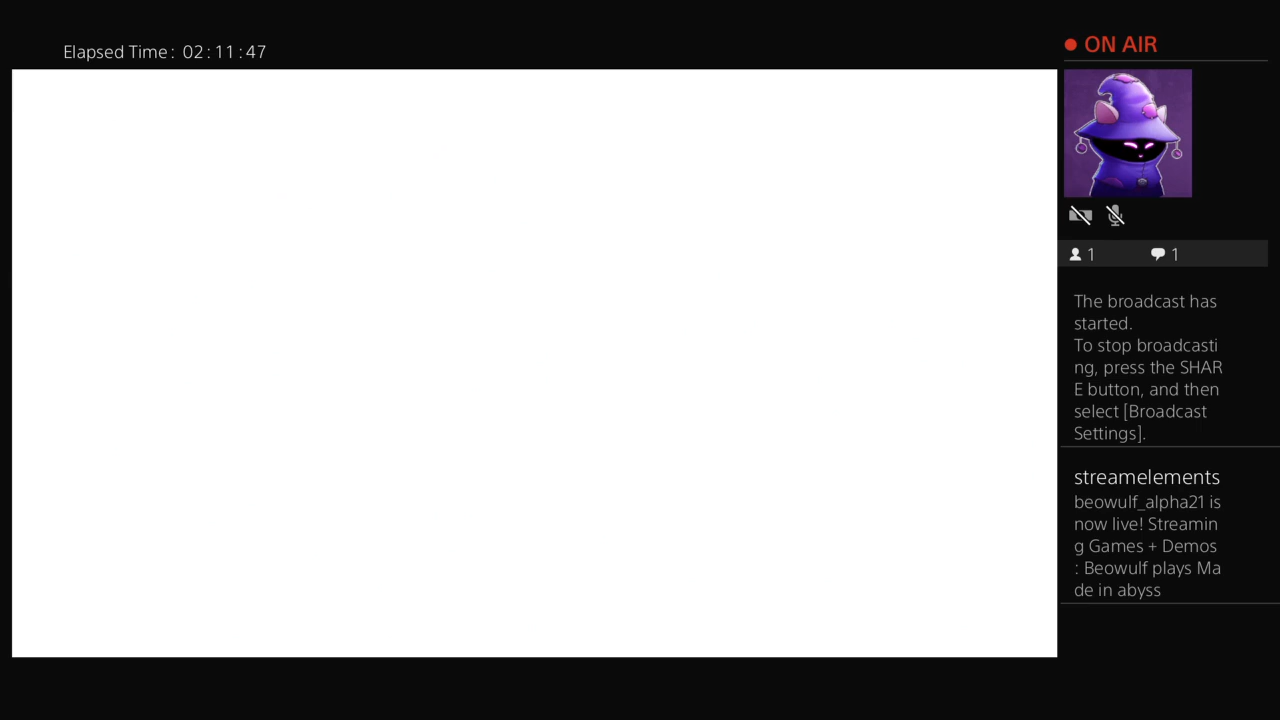 Elapsed Time: 02:11:47
ON AIR
1 1
The broadcast has
started.
To stop broadcasti
ng, press the SHAR
E button, and then
select [Broadcast
Settings].
streamelements
beowulf_alpha21 is
now live! Streamin
g Games + Demos
: Beowulf plays Ma
de in abyss